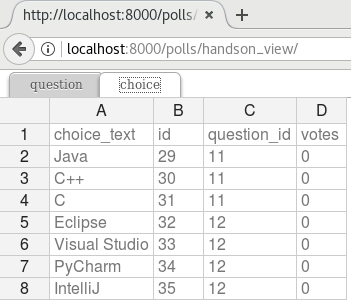 http://localhost:8000/polls/
localhost:8000/polls/handson_view/
question choice
A B C D
1 choice_text id question_id votes
2 Java 29 11 0
3 C++ 30 11 0
4 C 31 11 0
5 Eclipse 32 12 0
6 Visual Studio 33 12 0
7 PyCharm 34 12 0
8 IntelliJ 35 12 0